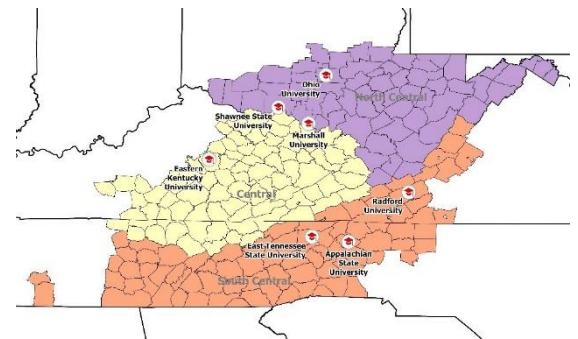 Ohio
University
North Central
Shawnee State
University
Marshall
University
Eastern
Kentucky
University
Central
Radford
University
East Tennessee
State University
Appalachian
State
University
South Central